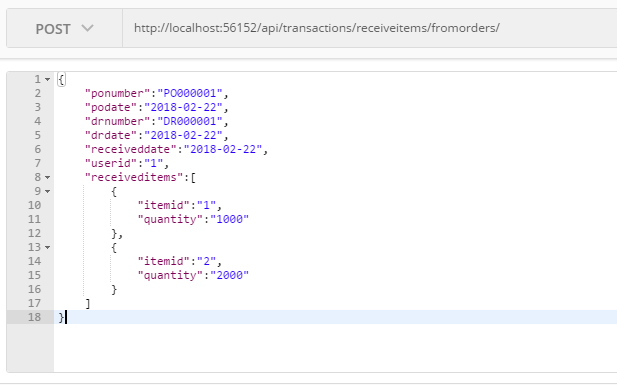 POST http://localhost:56152/api/transactions/receiveitems/fromorders/
1 {
2 "ponumber":"PO000001",
3 "podate":"2018-02-22",
4 "drnumber":"DR000001",
5 "drdate":"2018-02-22",
6 "receiveddate":"2018-02-22",
7 "userid":"1",
8 "receiveditems":[
9 {
10 "itemid":"1",
11 "quantity":"1000"
12 },
13 {
14 "itemid":"2",
15 "quantity":"2000"
16 }
17 ]
18 }